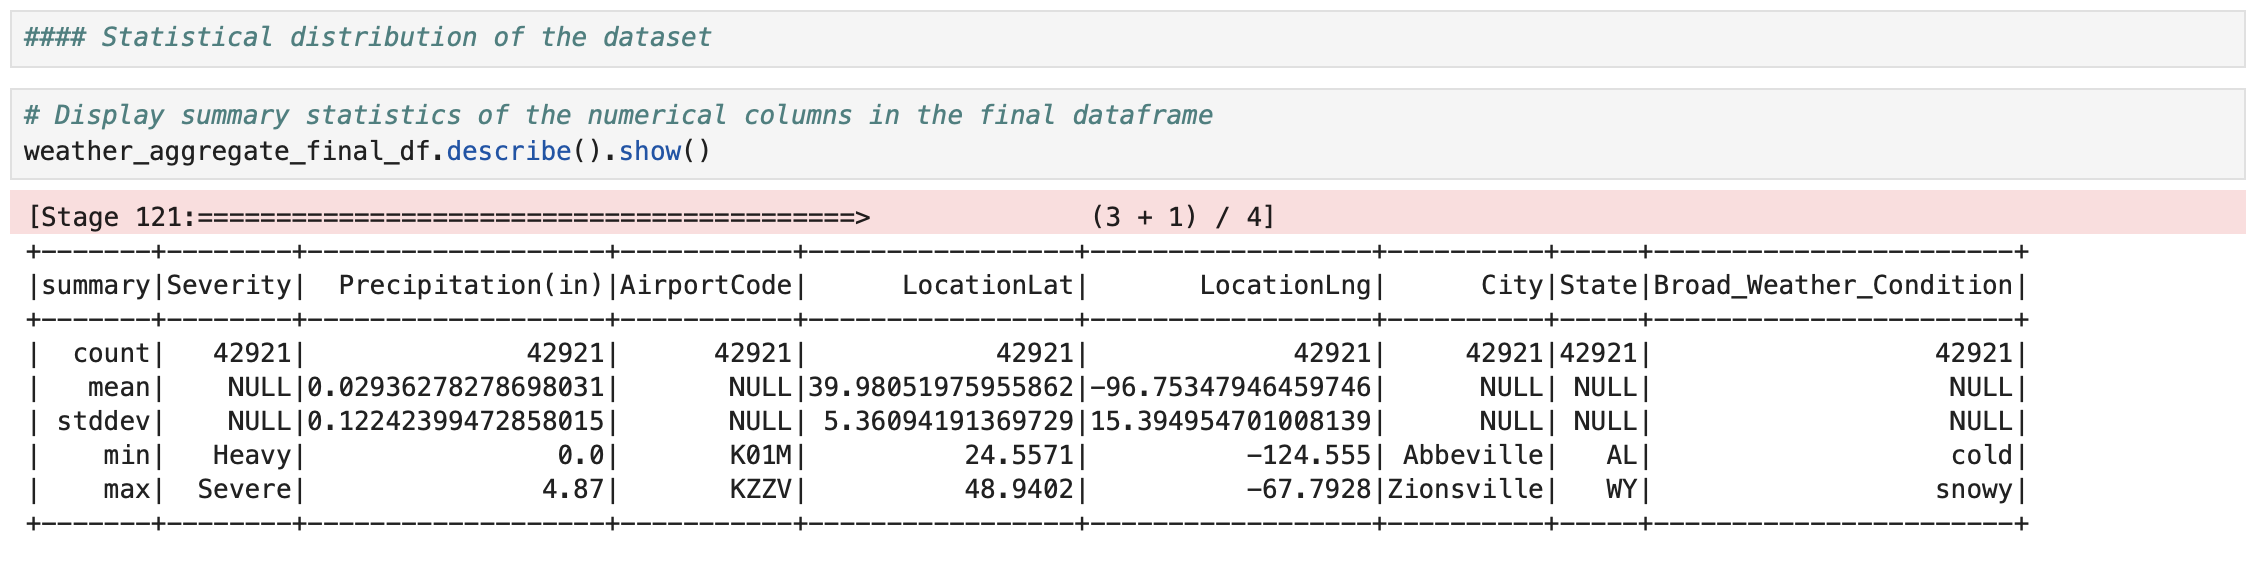 #### Statistical distribution of the dataset
# Display summary statistics of the numerical columns in the final dataframe
weather_aggregate_final_df.describe().show()
[Stage 121:==========================================>              (3 + 1) / 4]
+-------+--------+-------------------+-----------+-----------------+------------------+----------+-----+-----------------------+
|summary|Severity|  Precipitation(in)|AirportCode|      LocationLat|       LocationLng|      City|State|Broad_Weather_Condition|
+-------+--------+-------------------+-----------+-----------------+------------------+----------+-----+-----------------------+
|  count|   42921|              42921|      42921|            42921|             42921|     42921|42921|                  42921|
|   mean|    NULL|0.02936278278698031|       NULL|39.98051975955862|-96.75347946459746|      NULL| NULL|                   NULL|
| stddev|    NULL|0.12242399472858015|       NULL| 5.36094191369729|15.394954701008139|      NULL| NULL|                   NULL|
|    min|   Heavy|                0.0|       K01M|          24.5571|          -124.555| Abbeville|   AL|                   cold|
|    max|  Severe|               4.87|       KZZV|          48.9402|          -67.7928|Zionsville|   WY|                  snowy|
+-------+--------+-------------------+-----------+-----------------+------------------+----------+-----+-----------------------+